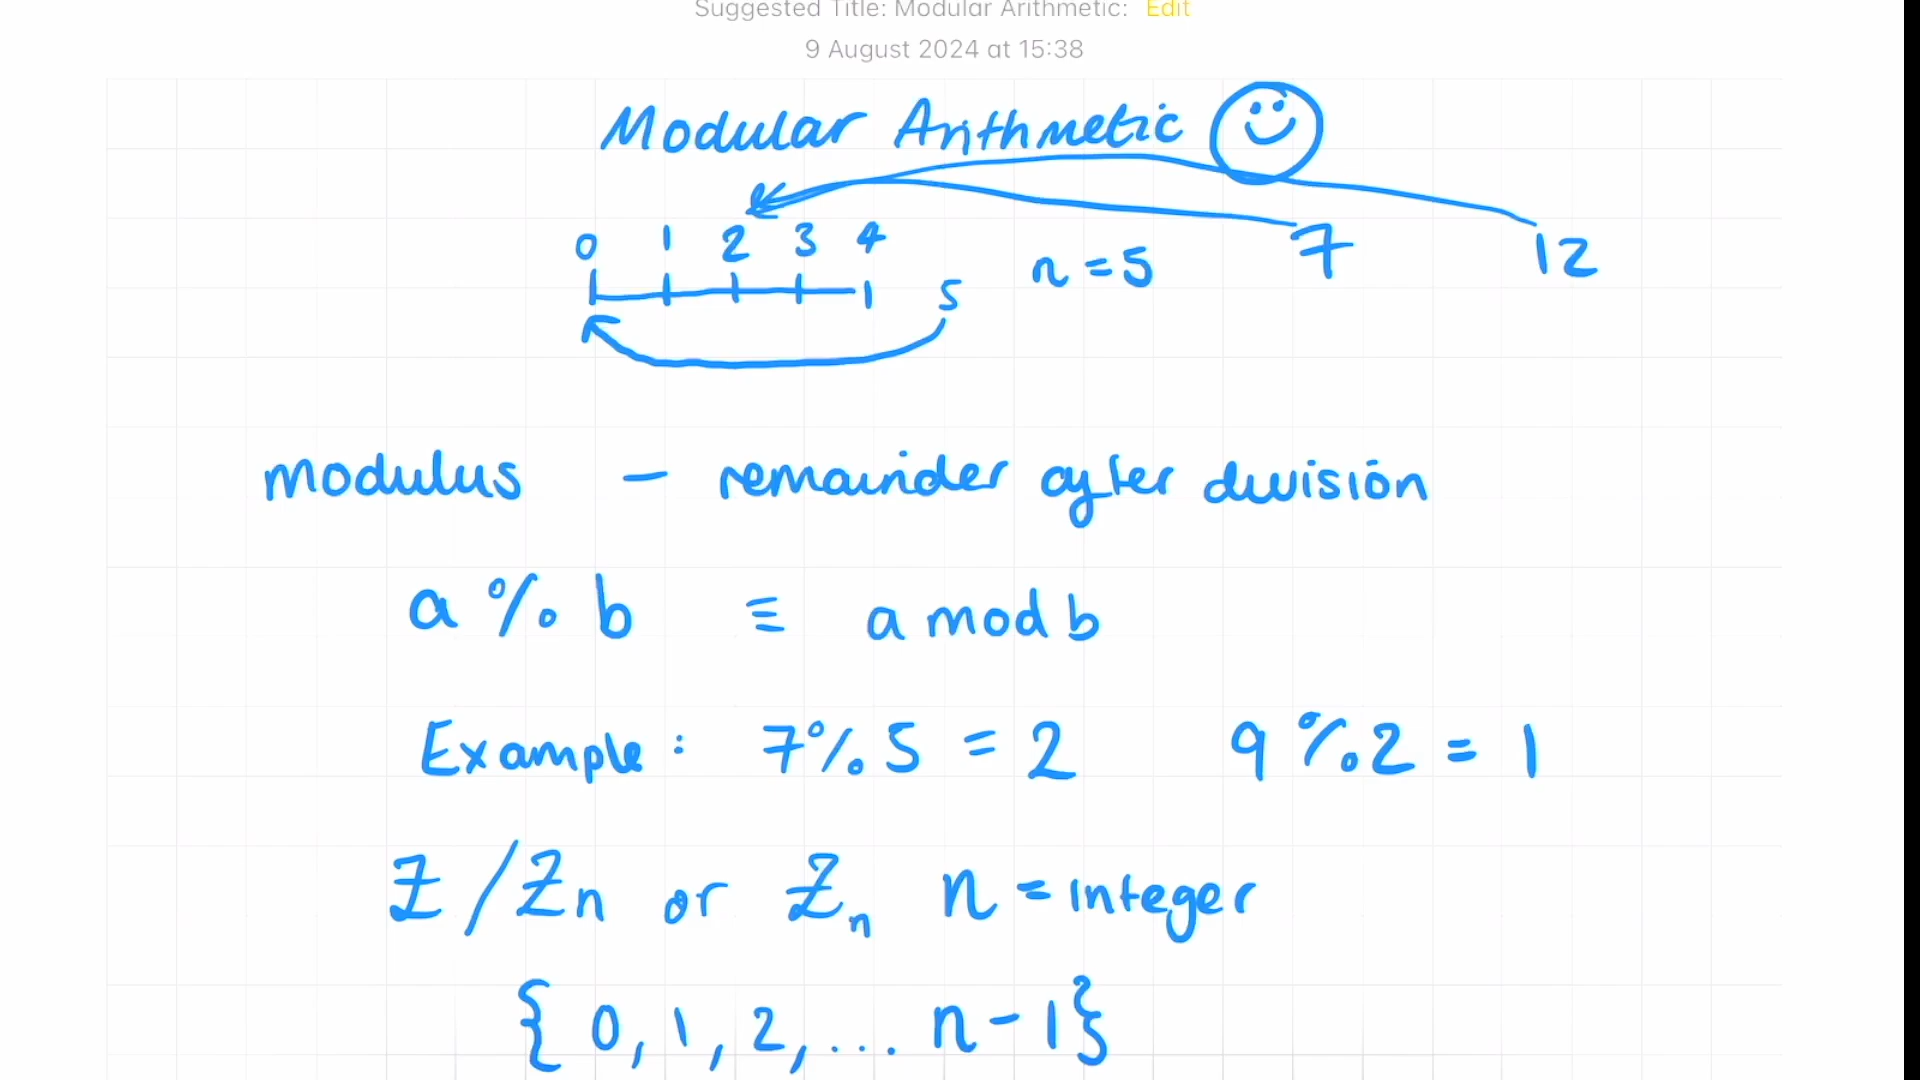 Suggested Title: Modular Arithmetic: Edit
9 August 2024 at 15:38
Modular Arithmetic
0 1 2 3 4
5 n = 5 7 12
modulus – remainder after division
a % b ≡ a mod b
Example : 7 % 5 = 2 9 % 2 = 1
Z / Zn or Zₙ n = integer
{ 0, 1, 2, ... n - 1}